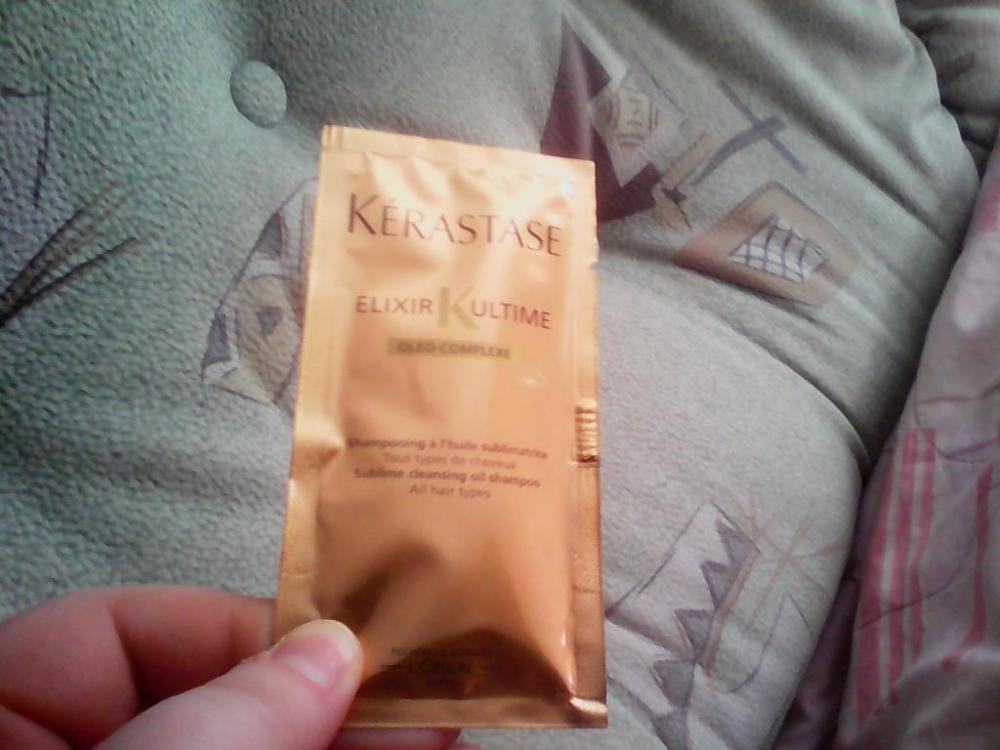 KÉRASTASE
ELIXIR K ULTIME
OLEO-COMPLEXE
Shampooing à l'huile sublimatrice
Tous types de cheveux
Sublime cleansing oil shampoo
All hair types
L'ORÉAL